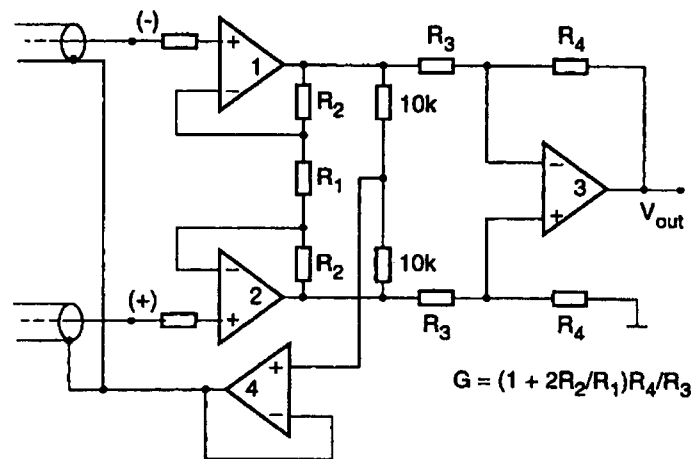 (-)
+
1
−
R3
R4
R2
10k
R1
−
3
+
Vout
R2
10k
−
2
+
(+)
R3
R4
+
4
−
G = (1 + 2R2/R1)R4/R3